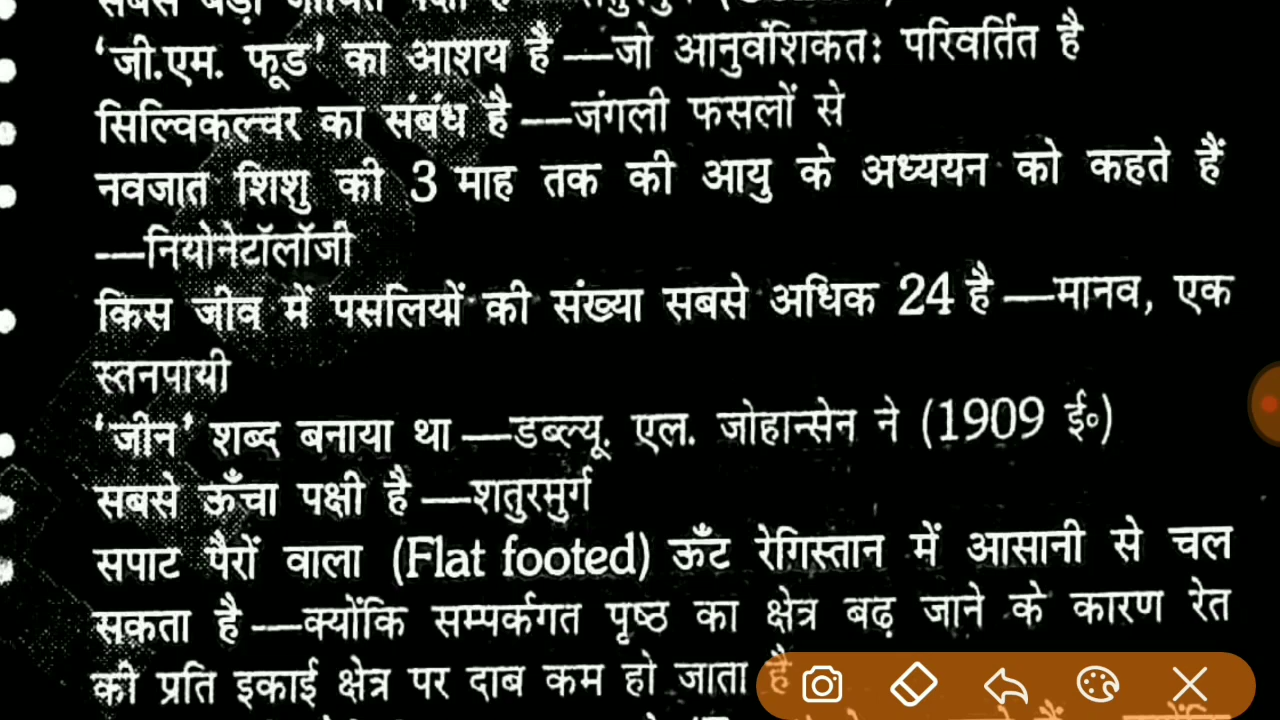 'जी.एम. फूड' का आशय है —जो आनुवंशिकत: परिवर्तित है
सिल्विकल्चर का संबंध है —जंगली फसलों से
नवजात शिशु की 3 माह तक की आयु के अध्ययन को कहते हैं
—नियोनेटॉलॉजी
किस जीव में पसलियों की संख्या सबसे अधिक 24 है —मानव, एक
स्तनपायी
'जीन' शब्द बनाया था —डब्ल्यू. एल. जोहान्सेन ने (1909 ई॰)
सबसे ऊँचा पक्षी है —शतुरमुर्ग
सपाट पैरों वाला (Flat footed) ऊँट रेगिस्तान में आसानी से चल
सकता है —क्योंकि सम्पर्कगत पृष्ठ का क्षेत्र बढ़ जाने के कारण रेत
की प्रति इकाई क्षेत्र पर दाब कम हो जाता है